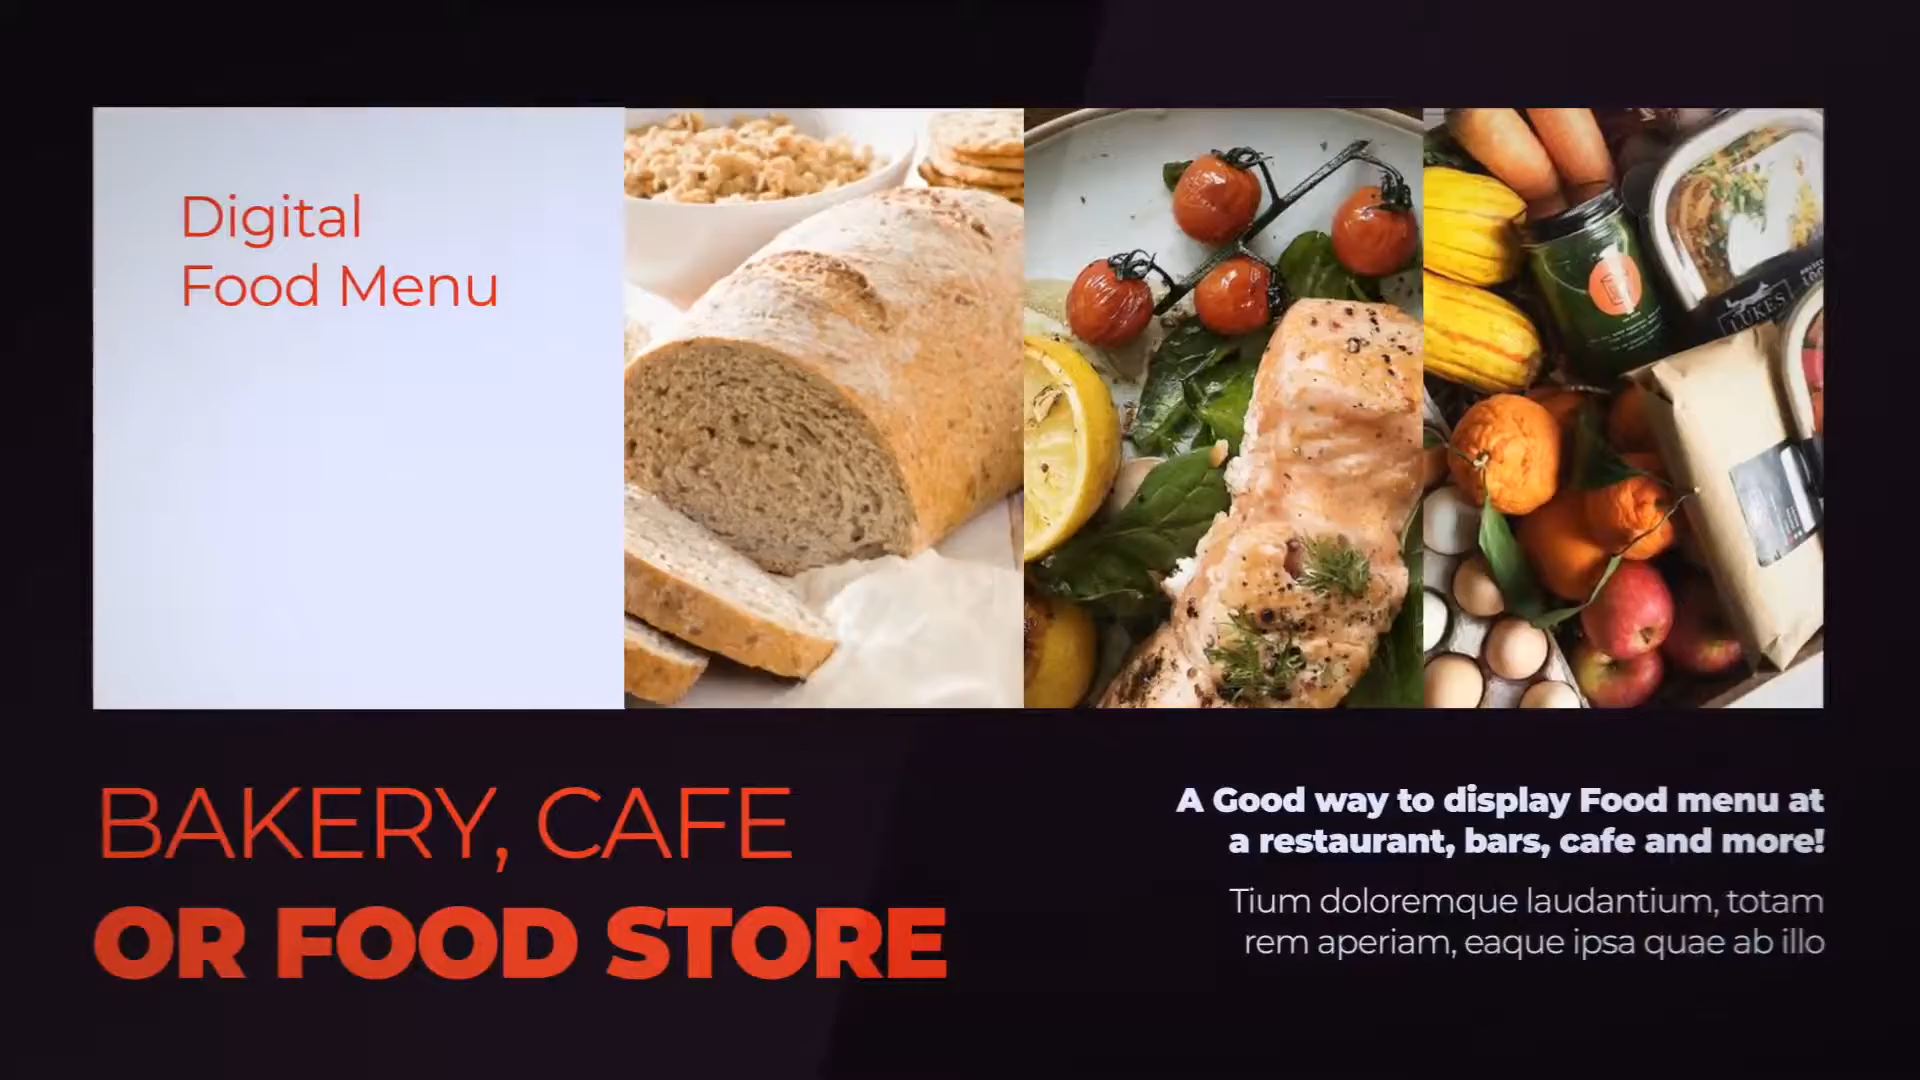 Digital
Food Menu
LUKES
BAKERY, CAFE
OR FOOD STORE
A Good way to display Food menu at
a restaurant, bars, cafe and more!
Tium doloremque laudantium, totam
rem aperiam, eaque ipsa quae ab illo